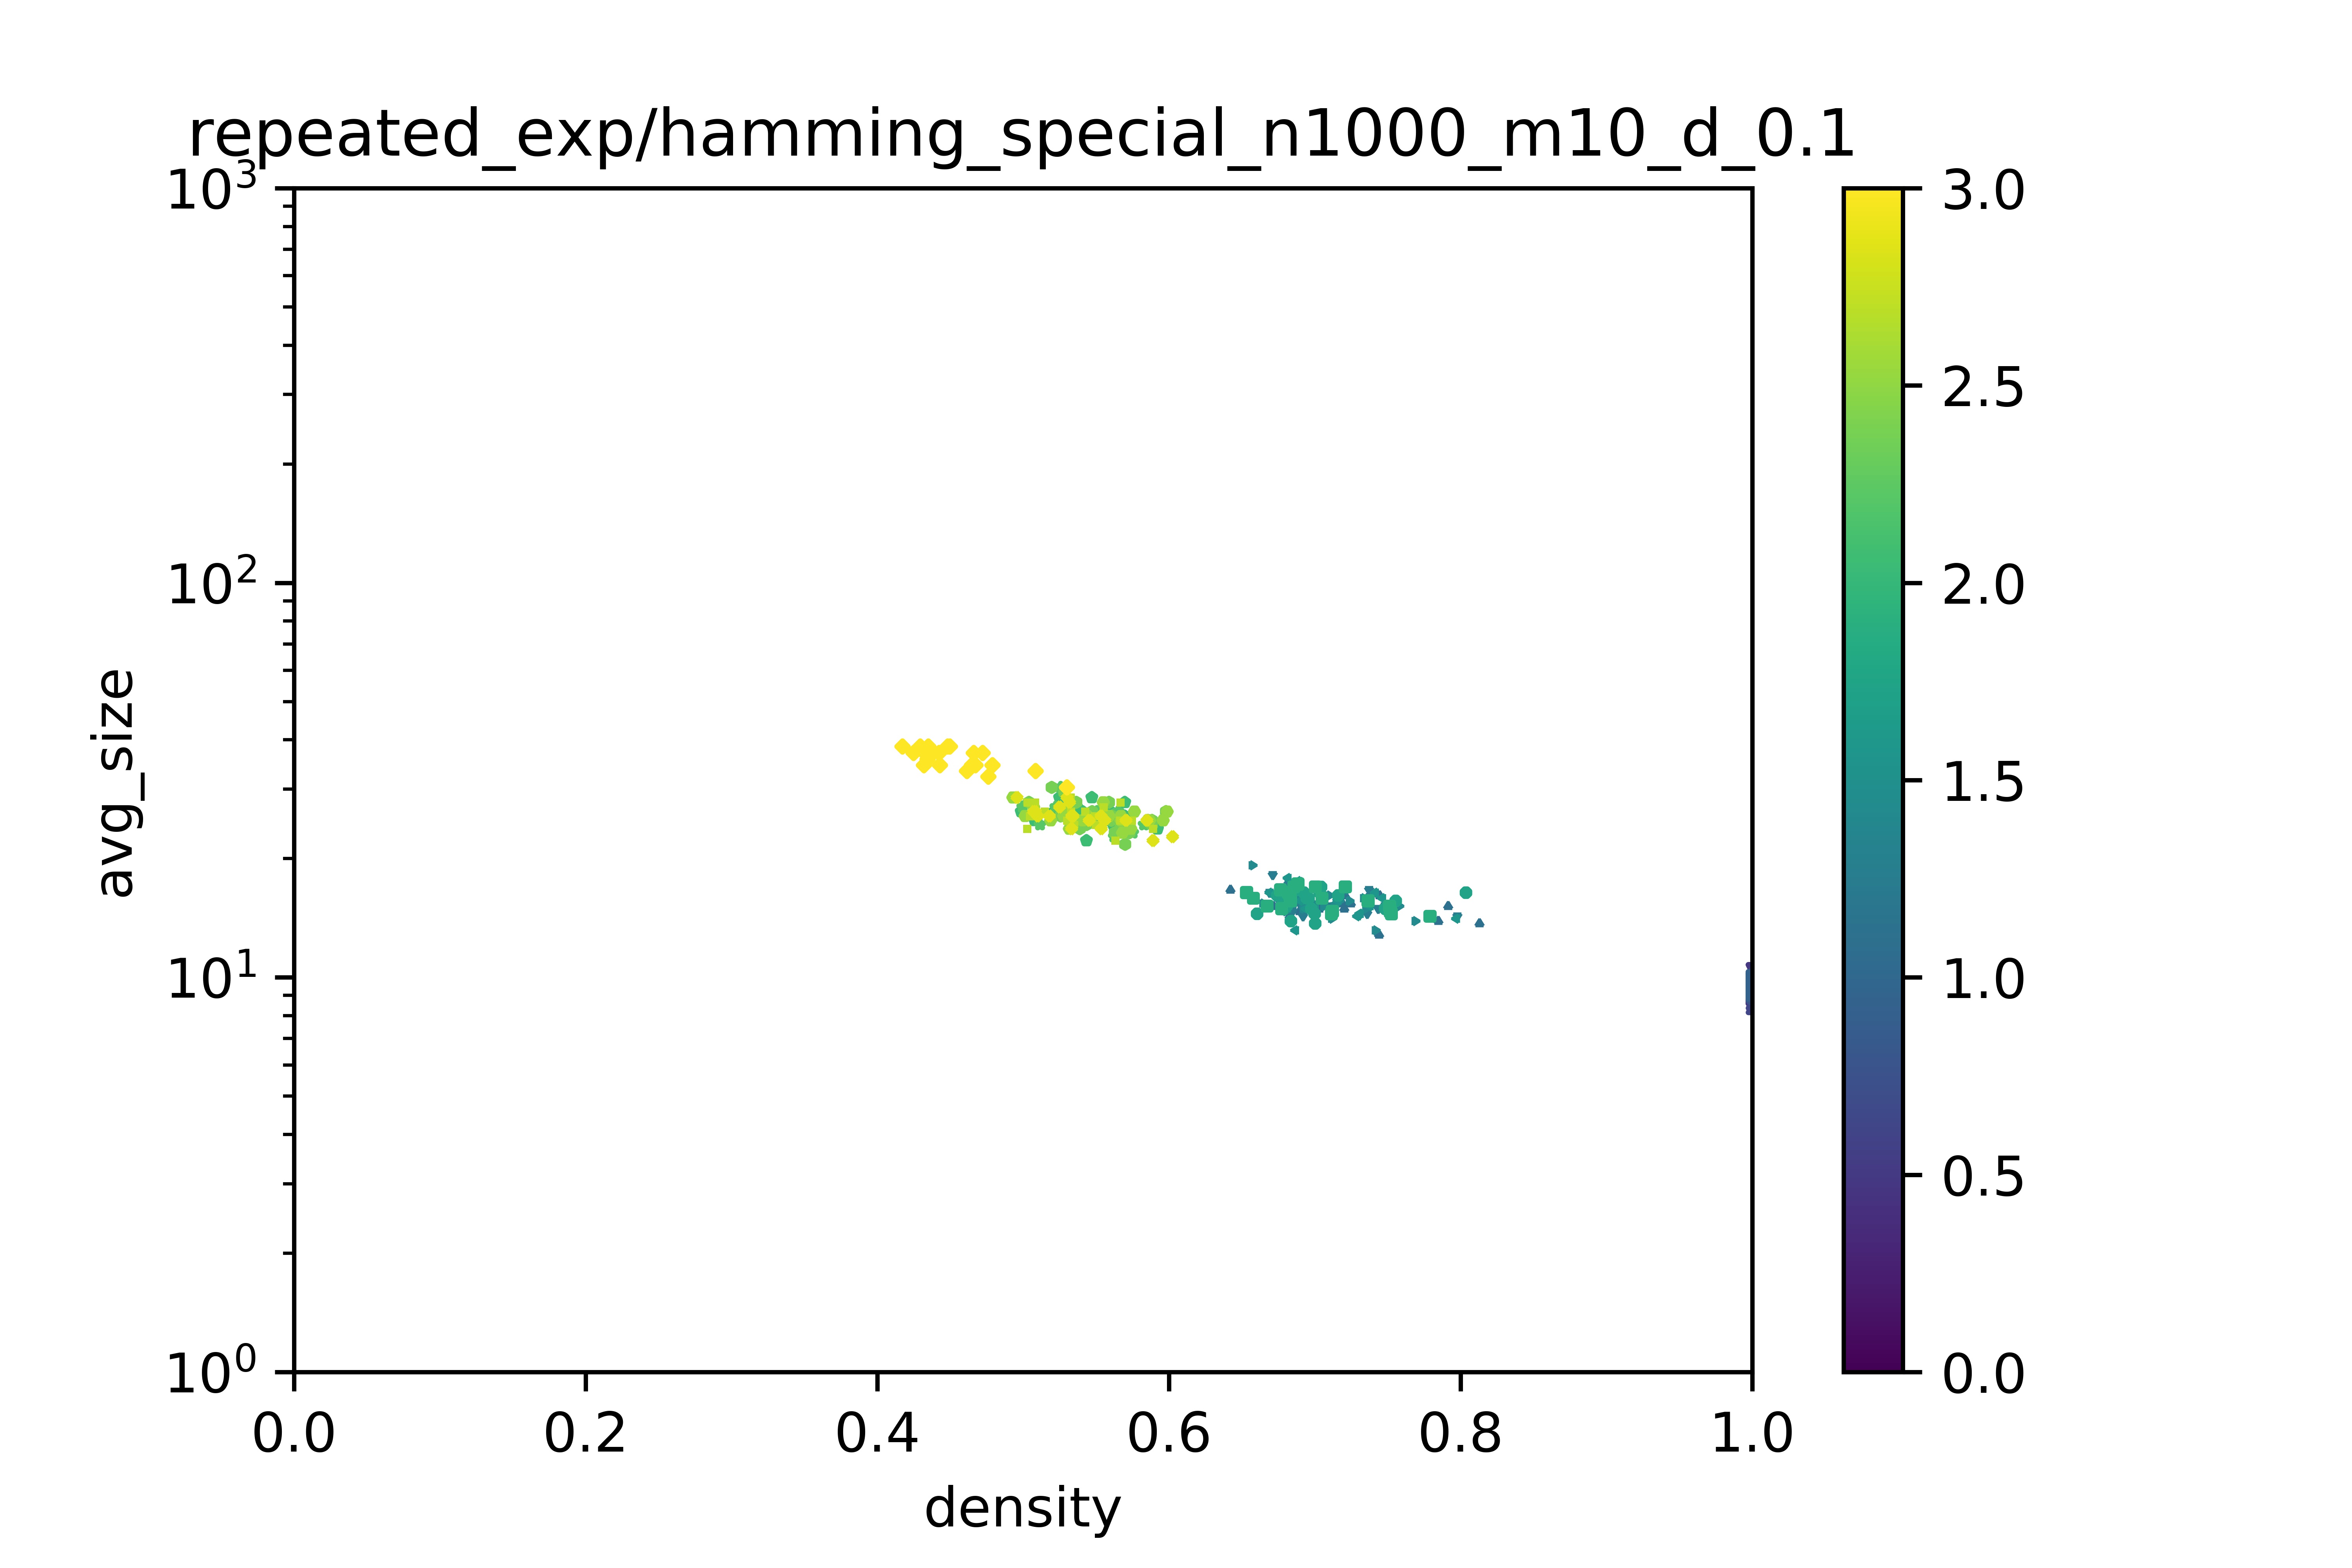 repeated_exp/hamming_special_n1000_m10_d_0.1
10³
10²
10¹
10⁰
avg_size
0.0 0.2 0.4 0.6 0.8 1.0
density
3.0
2.5
2.0
1.5
1.0
0.5
0.0